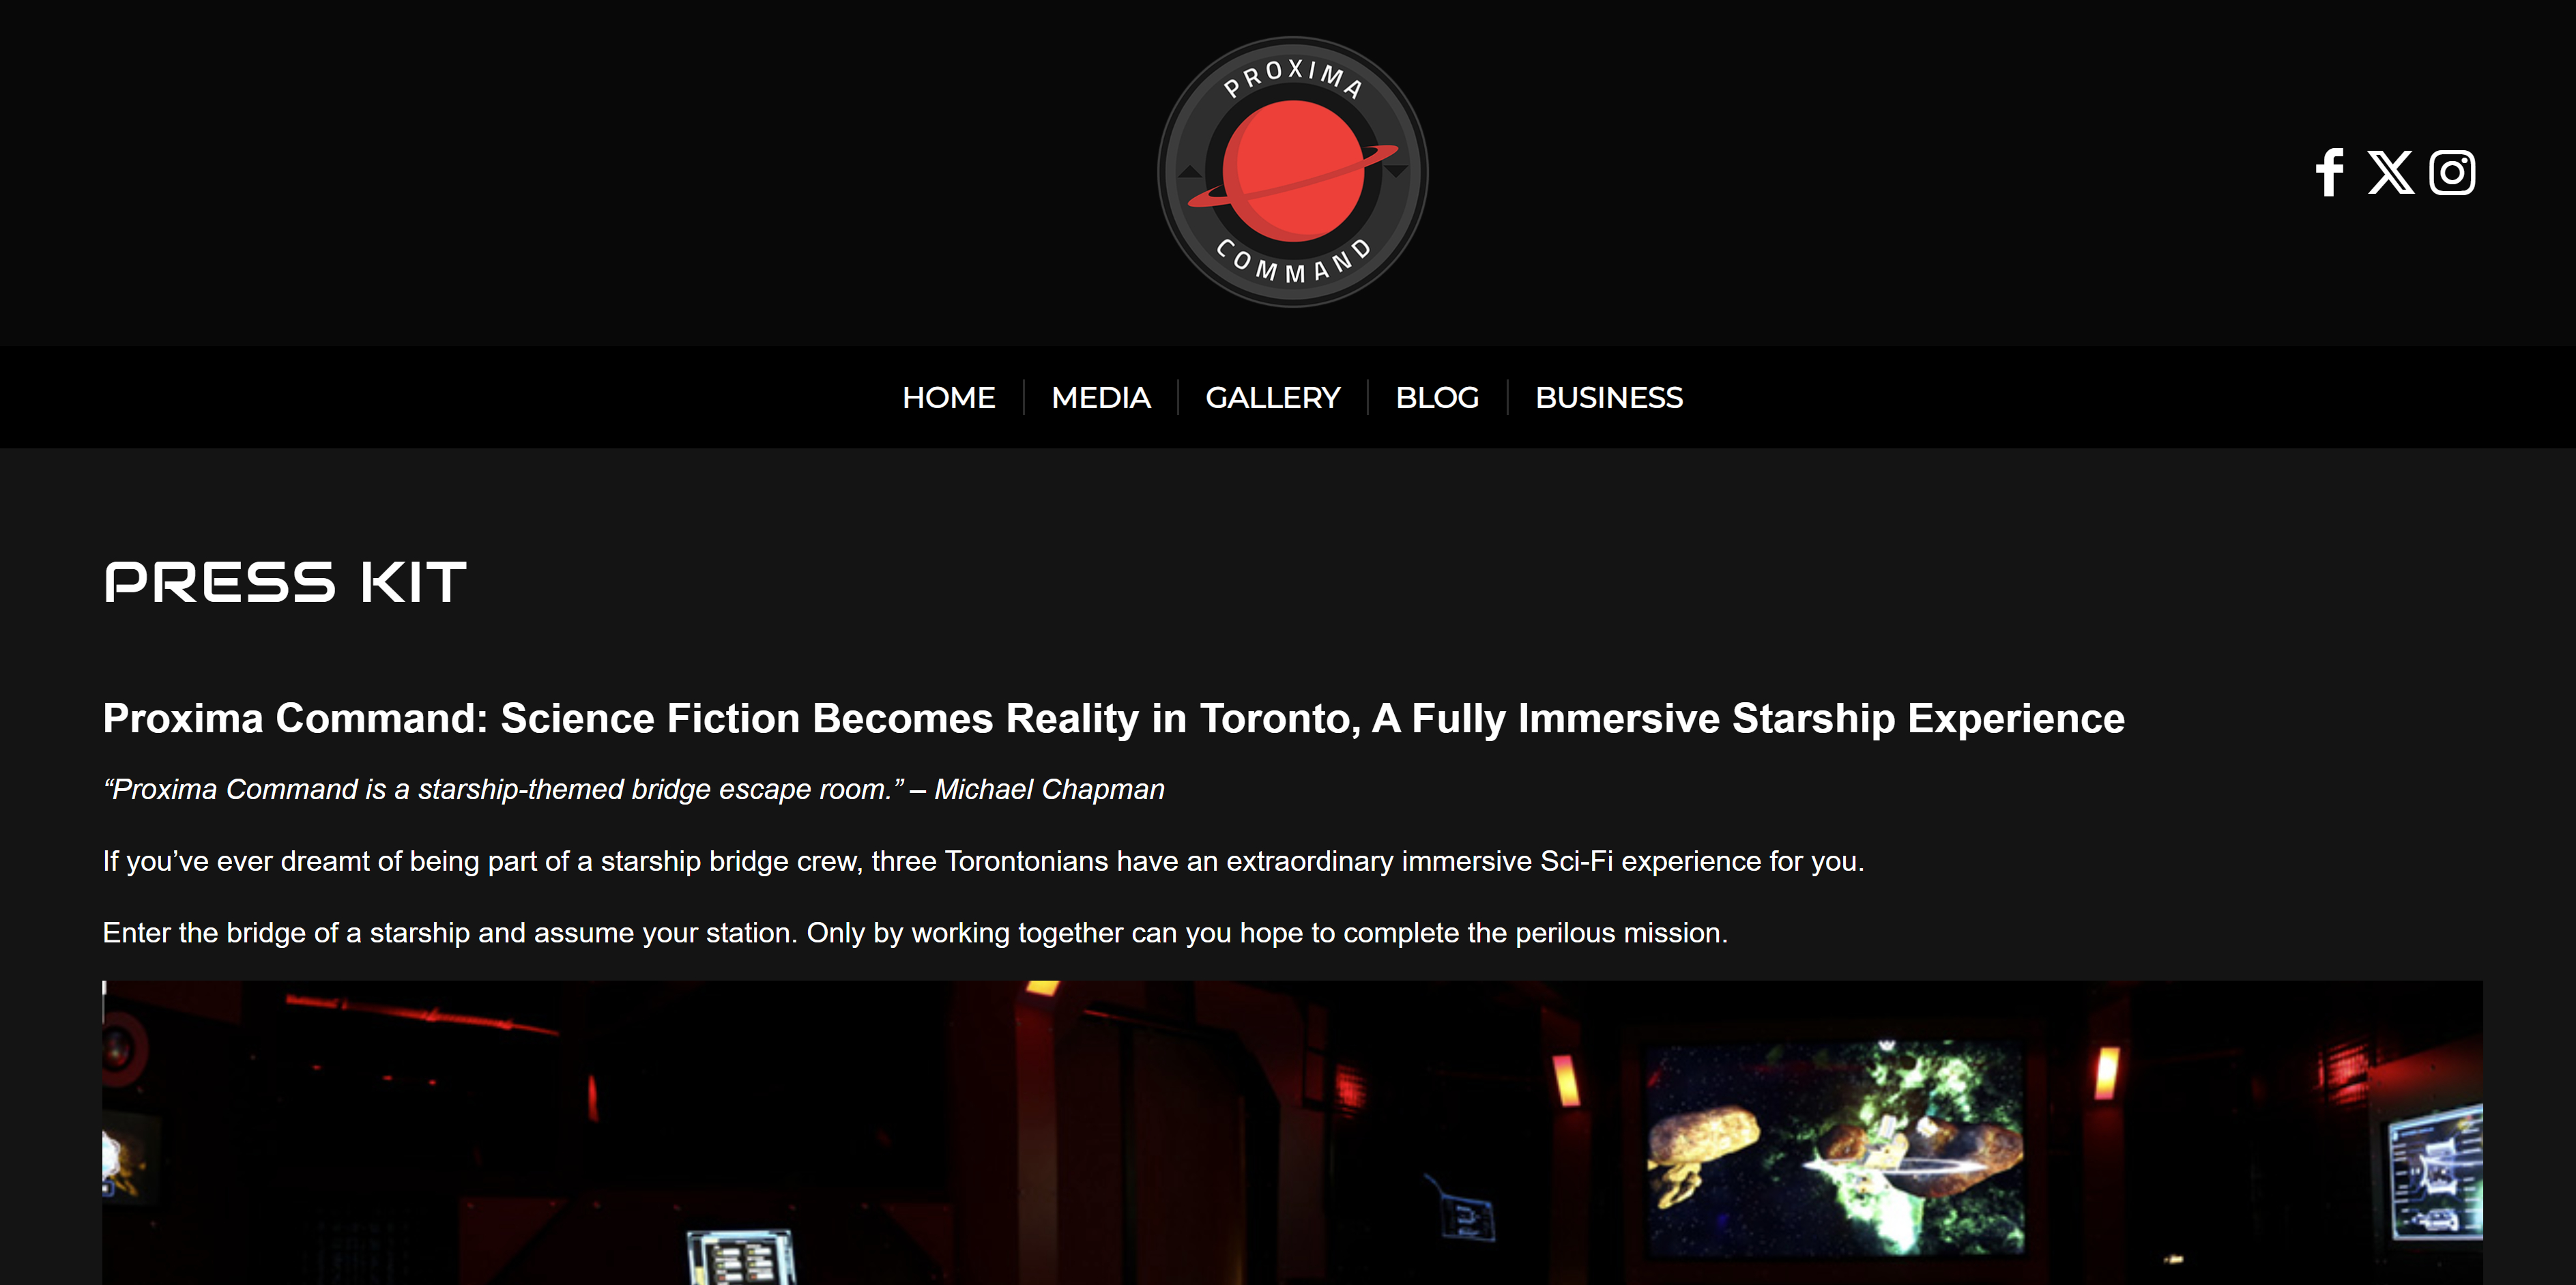 PROXIMA
COMMAND
HOME
MEDIA
GALLERY
BLOG
BUSINESS
PRESS KIT
Proxima Command: Science Fiction Becomes Reality in Toronto, A Fully Immersive Starship Experience
“Proxima Command is a starship-themed bridge escape room.” – Michael Chapman
If you’ve ever dreamt of being part of a starship bridge crew, three Torontonians have an extraordinary immersive Sci-Fi experience for you.
Enter the bridge of a starship and assume your station. Only by working together can you hope to complete the perilous mission.